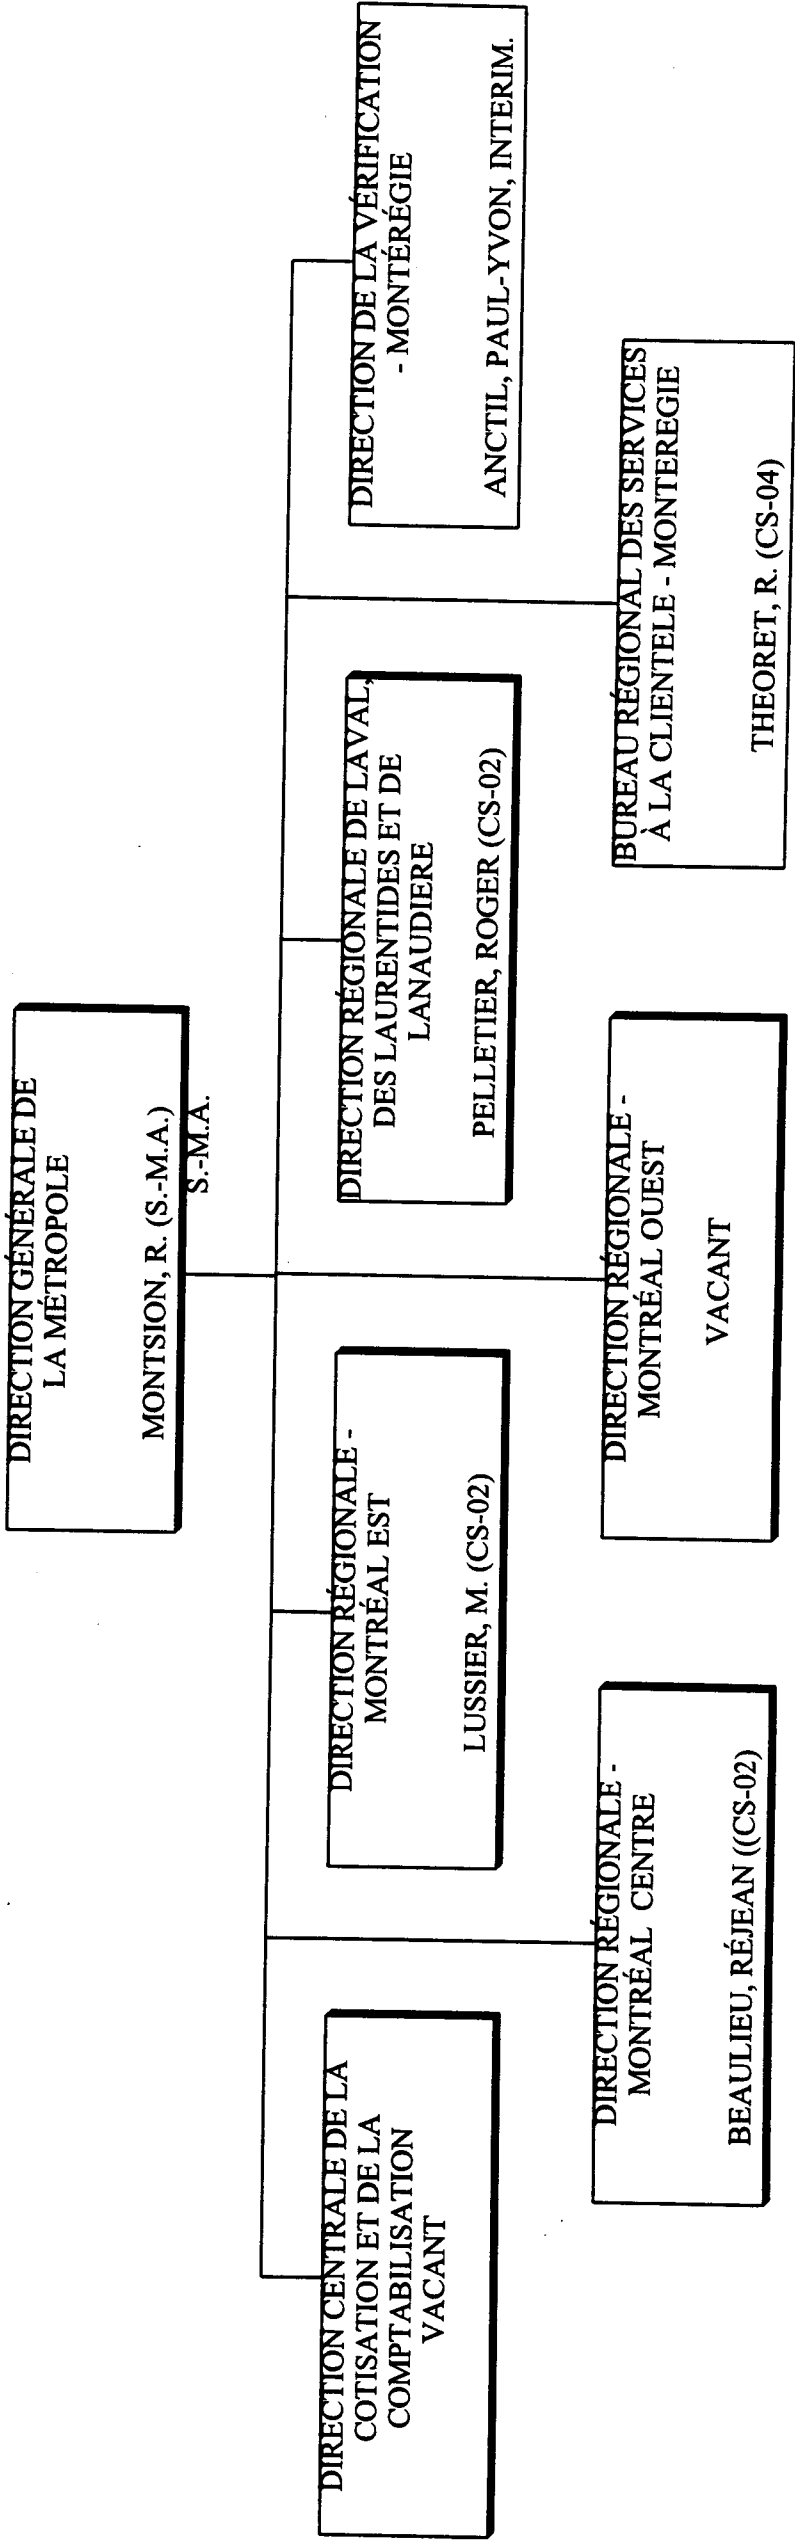 DIRECTION GÉNÉRALE DE
LA MÉTROPOLE
MONTSION, R. (S.-M.A.)
S.-M.A.
DIRECTION CENTRALE DE LA
COTISATION ET DE LA
COMPTABILISATION
VACANT
DIRECTION RÉGIONALE -
MONTRÉAL EST
LUSSIER, M. (CS-02)
DIRECTION RÉGIONALE DE LAVAL,
DES LAURENTIDES ET DE
LANAUDIERE
PELLETIER, ROGER (CS-02)
DIRECTION DE LA VÉRIFICATION
- MONTÉRÉGIE
ANCTIL, PAUL-YVON, INTERIM.
DIRECTION RÉGIONALE -
MONTRÉAL CENTRE
BEAULIEU, RÉJEAN ((CS-02)
DIRECTION RÉGIONALE -
MONTRÉAL OUEST
VACANT
BUREAU RÉGIONAL DES SERVICES
À LA CLIENTELE - MONTEREGIE
THEORET, R. (CS-04)